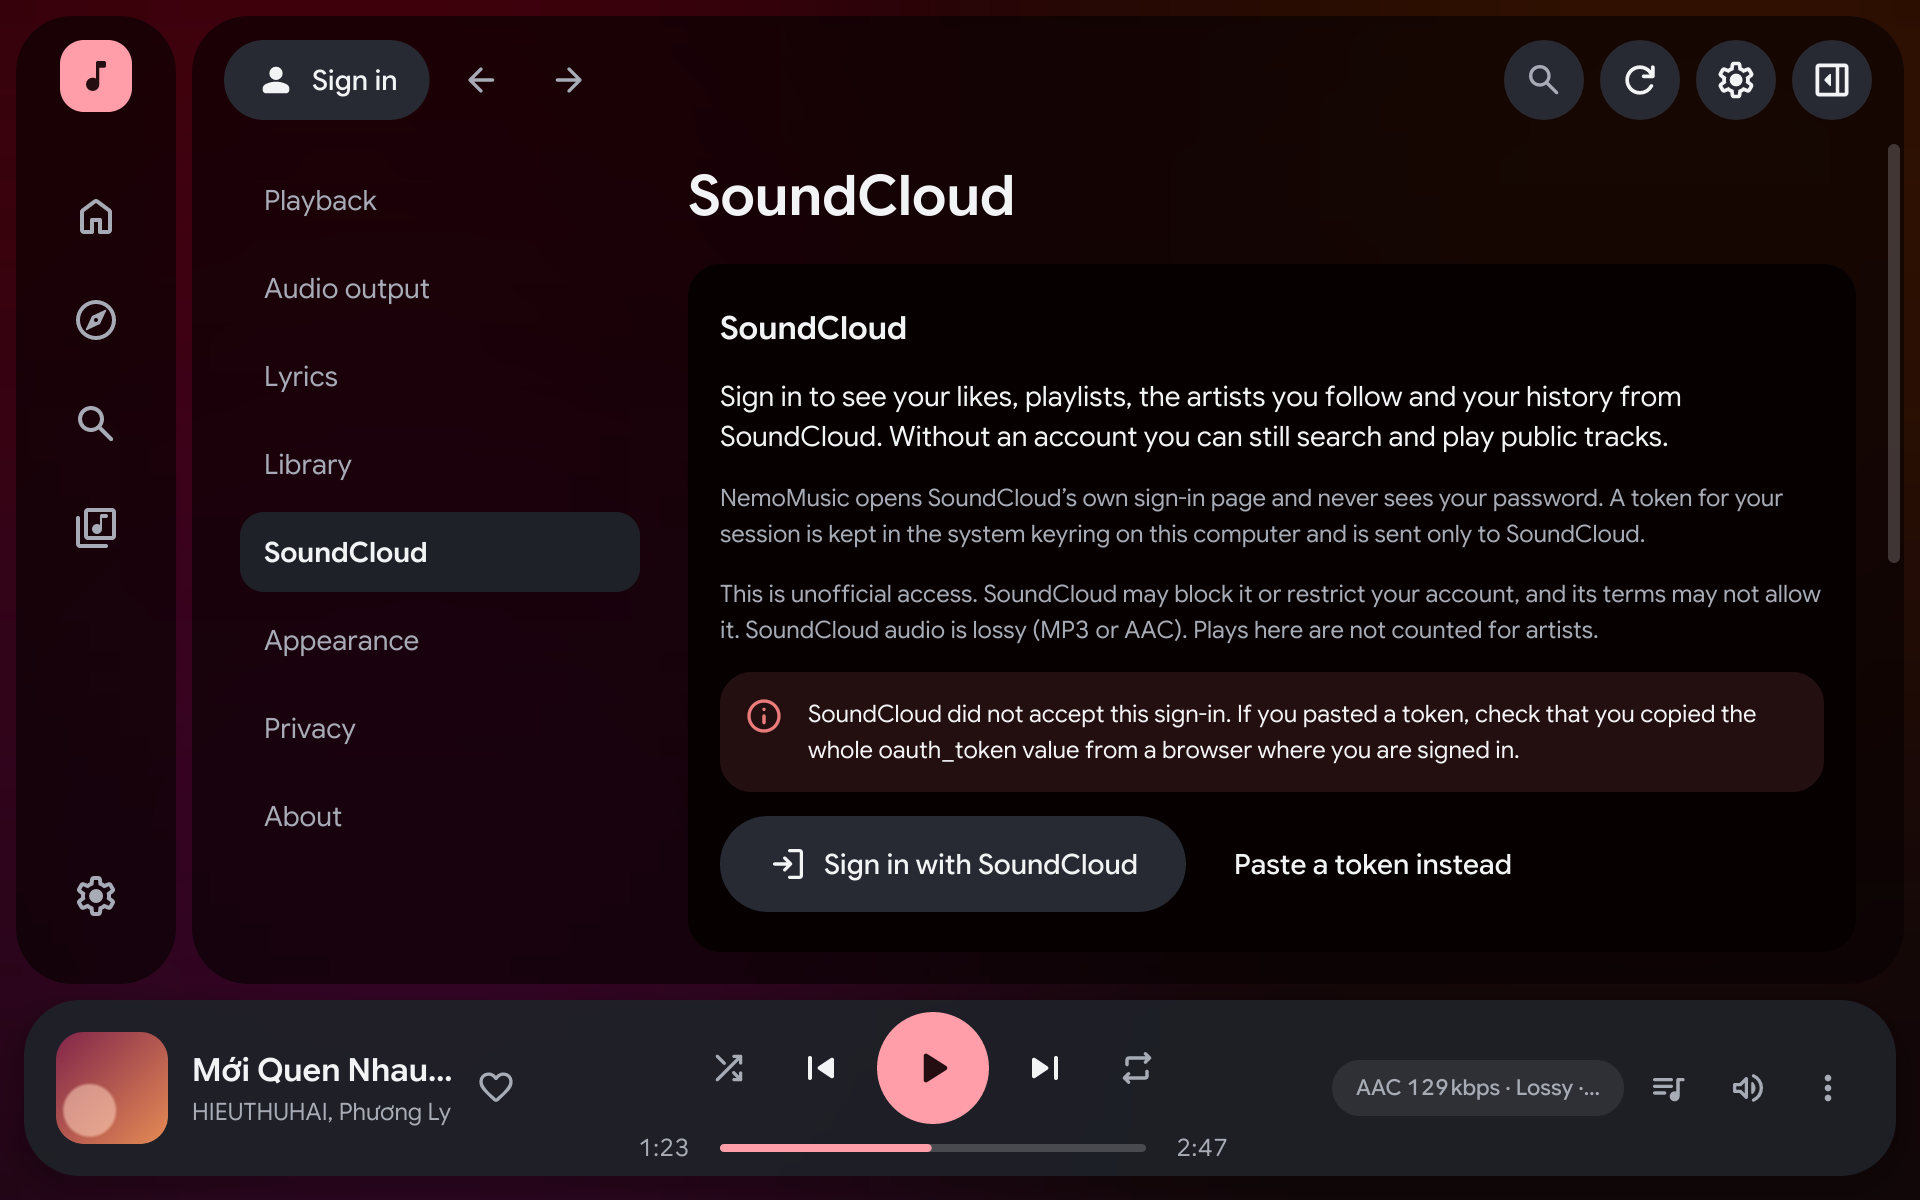 Sign in
Playback
Audio output
Lyrics
Library
SoundCloud
Appearance
Privacy
About
SoundCloud
SoundCloud
Sign in to see your likes, playlists, the artists you follow and your history from
SoundCloud. Without an account you can still search and play public tracks.
NemoMusic opens SoundCloud’s own sign-in page and never sees your password. A token for your
session is kept in the system keyring on this computer and is sent only to SoundCloud.
This is unofficial access. SoundCloud may block it or restrict your account, and its terms may not allow
it. SoundCloud audio is lossy (MP3 or AAC). Plays here are not counted for artists.
SoundCloud did not accept this sign-in. If you pasted a token, check that you copied the
whole oauth_token value from a browser where you are signed in.
Sign in with SoundCloud
Paste a token instead
Mới Quen Nhau...
HIEUTHUHAI, Phương Ly
1:23
2:47
AAC 129 kbps · Lossy ·...